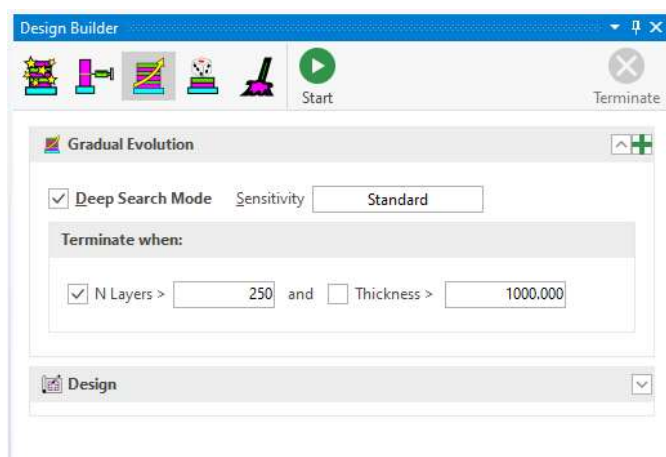 Design Builder
Start
Terminate
Gradual Evolution
Deep Search Mode Sensitivity Standard
Terminate when:
N Layers > 250 and Thickness > 1000.000
Design